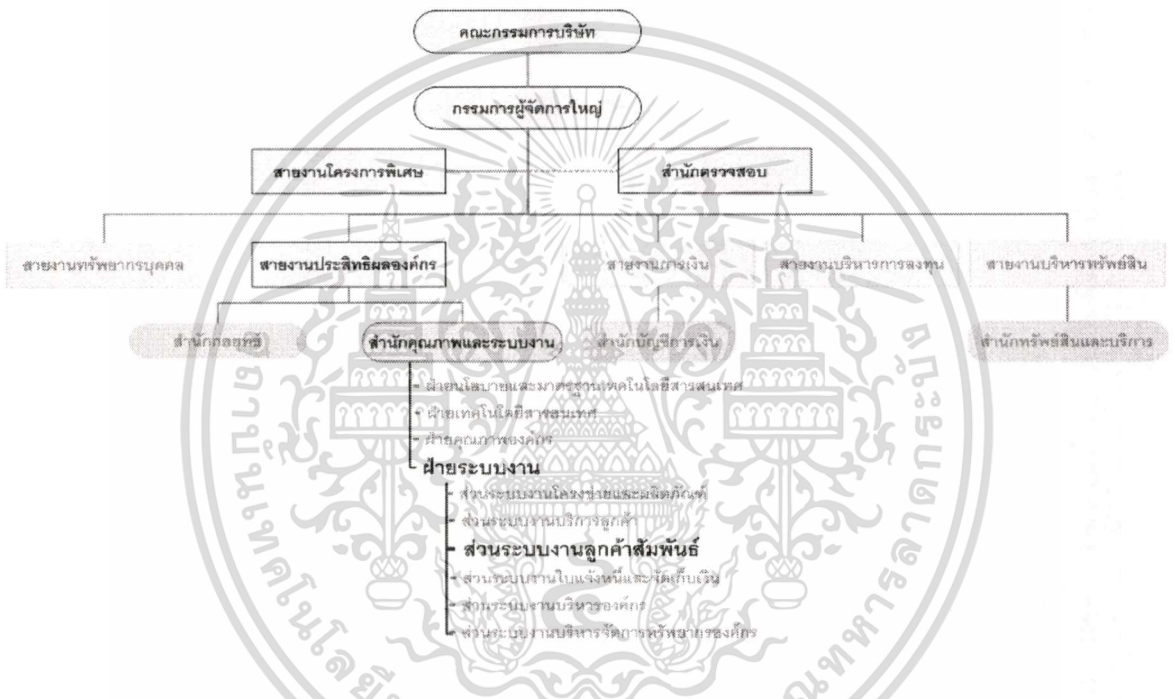 คณะกรรมการบริษัท
กรรมการผู้จัดการใหญ่
สายงานโครงการพิเศษ
สำนักตรวจสอบ
สายงานทรัพยากรบุคคล
สายงานประสิทธิผลองค์กร
สายงานการเงิน
สายงานบริหารการลงทุน
สายงานบริหารทรัพย์สิน
สำนักกลยุทธ์
สำนักคุณภาพและระบบงาน
สำนักบัญชีการเงิน
สำนักทรัพย์สินและบริการ
- ฝ่ายนโยบายและมาตรฐานเทคโนโลยีสารสนเทศ
- ฝ่ายเทคโนโลยีสารสนเทศ
- ฝ่ายคุณภาพองค์กร
- ฝ่ายระบบงาน
- ส่วนระบบงานโครงข่ายและผลิตภัณฑ์
- ส่วนระบบงานบริการลูกค้า
- ส่วนระบบงานลูกค้าสัมพันธ์
- ส่วนระบบงานใบแจ้งหนี้และจัดเก็บเงิน
- ส่วนระบบงานบริหารองค์กร
- ส่วนระบบงานบริหารจัดการทรัพยากรองค์กร